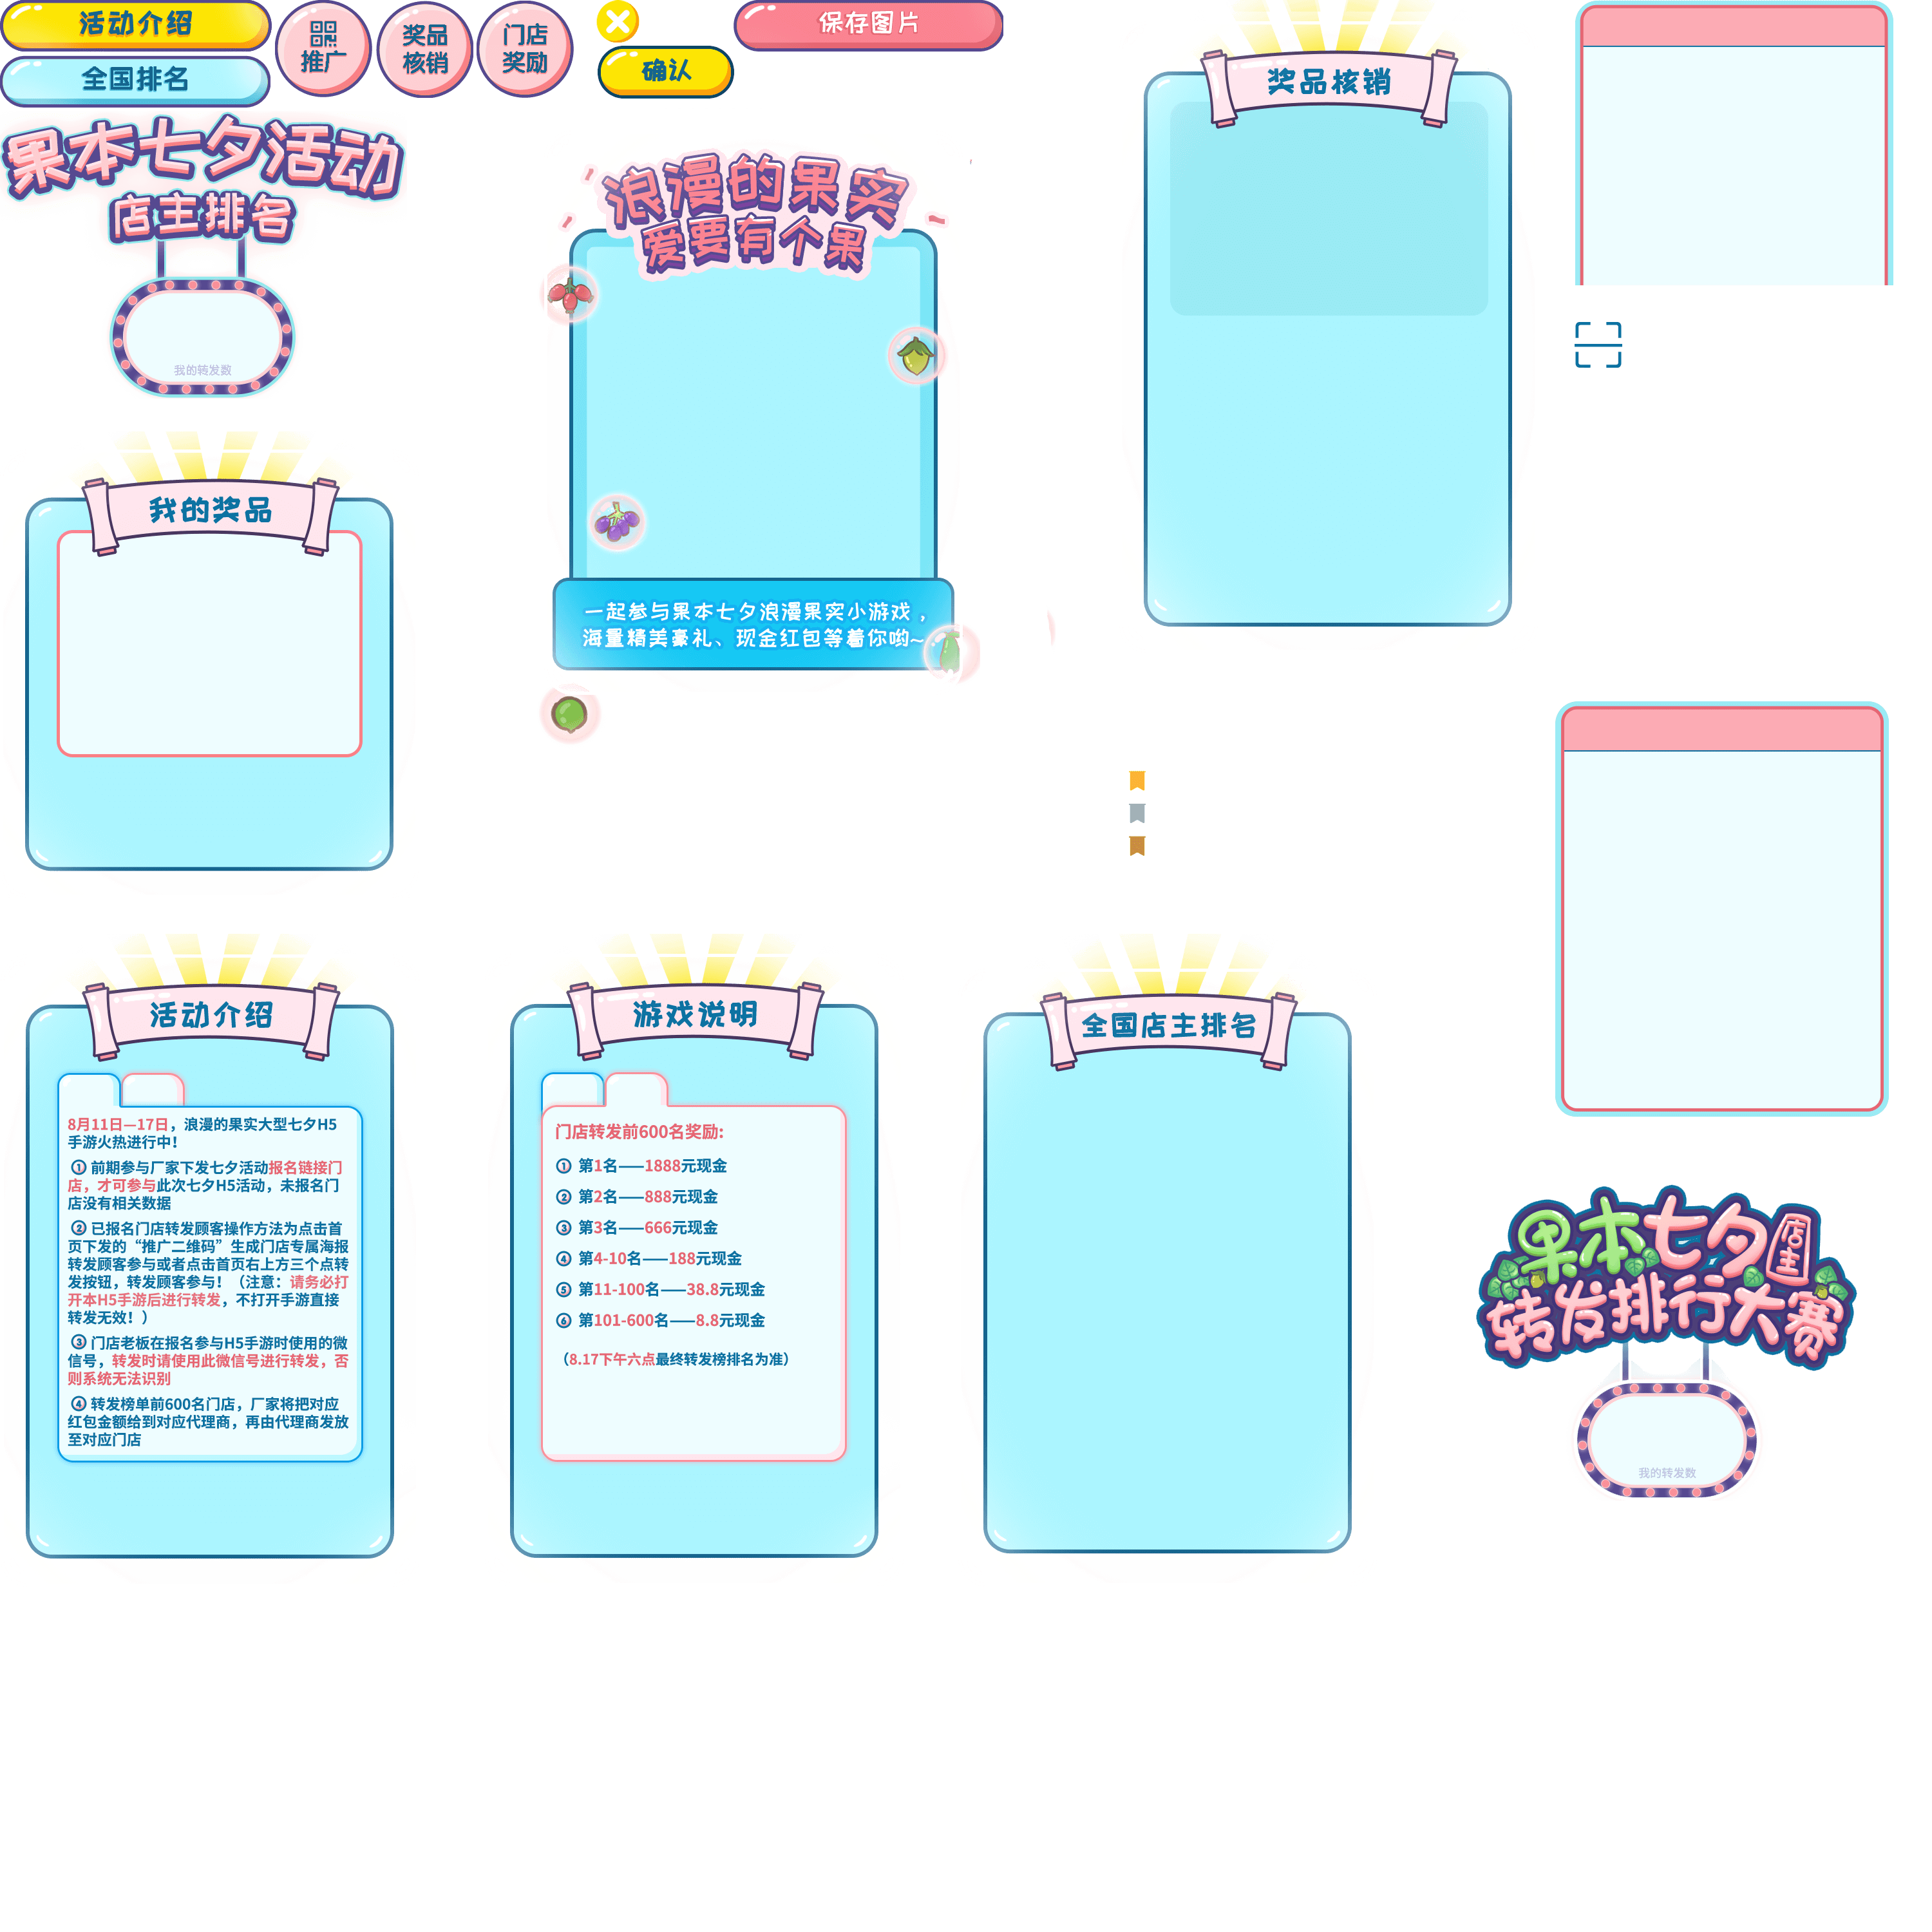 活动介绍
全国排名
推广
奖品
核销
门店
奖励
确认
保存图片
果本七夕活动
店主排名
我的转发数
浪漫的果实
爱要有个果
一起参与果本七夕浪漫果实小游戏，
海量精美豪礼、现金红包等着你哟~
奖品核销
我的奖品
活动介绍
8月11日—17日，浪漫的果实大型七夕H5
手游火热进行中！
① 前期参与厂家下发七夕活动报名链接门
店，才可参与此次七夕H5活动，未报名门
店没有相关数据
② 已报名门店转发顾客操作方法为点击首
页下发的“推广二维码”生成门店专属海报
转发顾客参与或者点击首页右上方三个点转
发按钮，转发顾客参与！（注意：请务必打
开本H5手游后进行转发，不打开手游直接
转发无效！）
③ 门店老板在报名参与H5手游时使用的微
信号，转发时请使用此微信号进行转发，否
则系统无法识别
④ 转发榜单前600名门店，厂家将把对应
红包金额给到对应代理商，再由代理商发放
至对应门店
游戏说明
门店转发前600名奖励:
① 第1名——1888元现金
② 第2名——888元现金
③ 第3名——666元现金
④ 第4-10名——188元现金
⑤ 第11-100名——38.8元现金
⑥ 第101-600名——8.8元现金
（8.17下午六点最终转发榜排名为准）
全国店主排名
果本七夕店主
转发排行大赛
我的转发数